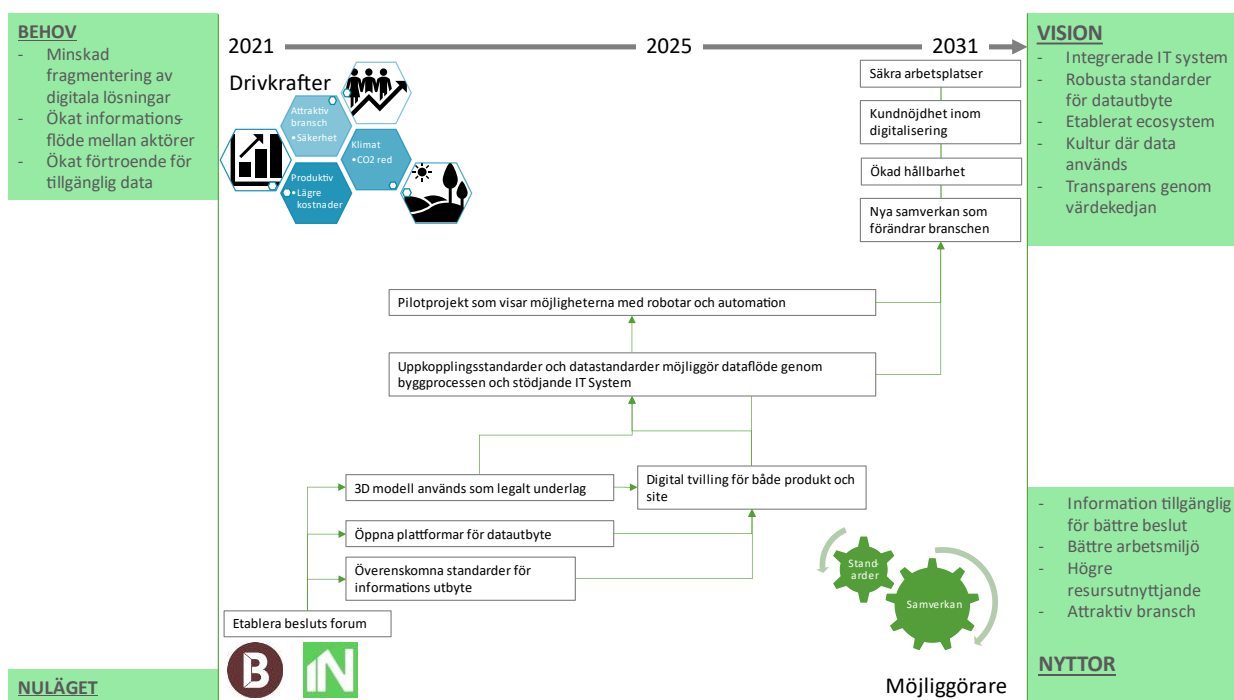 BEHOV
- Minskad
fragmentering av
digitala lösningar
- Ökat informations-
flöde mellan aktörer
- Ökat förtroende för
tillgänglig data
NULÄGET
2021
2025
2031
Drivkrafter
Attraktiv
bransch
•Säkerhet
Klimat
•CO2 red
Produktiv
•Lägre
kostnader
Säkra arbetsplatser
Kundnöjdhet inom
digitalisering
Ökad hållbarhet
Nya samverkan som
förändrar branschen
Pilotprojekt som visar möjligheterna med robotar och automation
Uppkopplingsstandarder och datastandarder möjliggör dataflöde genom
byggprocessen och stödjande IT System
3D modell används som legalt underlag
Digital tvilling för både produkt och
site
Öppna plattformar för datautbyte
Överenskomna standarder för
informations utbyte
Etablera besluts forum
B
IN
Stand-
arder
Samverkan
Möjliggörare
VISION
- Integrerade IT system
- Robusta standarder
för datautbyte
- Etablerat ecosystem
- Kultur där data
används
- Transparens genom
värdekedjan
- Information tillgänglig
för bättre beslut
- Bättre arbetsmiljö
- Högre
resursutnyttjande
- Attraktiv bransch
NYTTOR